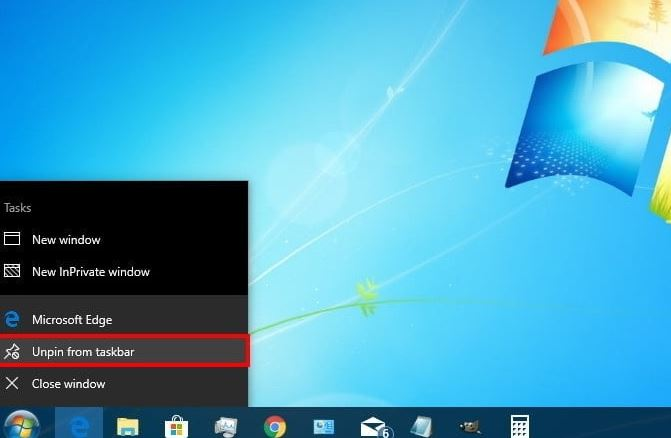 Tasks
New window
New InPrivate window
Microsoft Edge
Unpin from taskbar
Close window
6